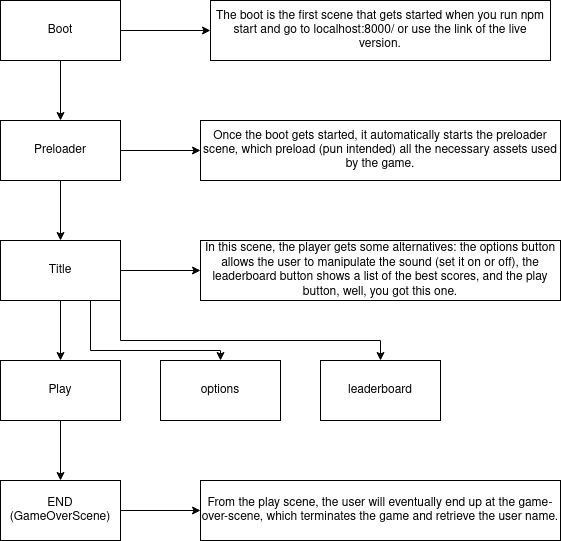 Boot
The boot is the first scene that gets started when you run npm
start and go to localhost:8000/ or use the link of the live
version.
Preloader
Once the boot gets started, it automatically starts the preloader
scene, which preload (pun intended) all the necessary assets used
by the game.
Title
In this scene, the player gets some alternatives: the options button
allows the user to manipulate the sound (set it on or off), the
leaderboard button shows a list of the best scores, and the play
button, well, you got this one.
Play
options
leaderboard
END
(GameOverScene)
From the play scene, the user will eventually end up at the game-
over-scene, which terminates the game and retrieve the user name.